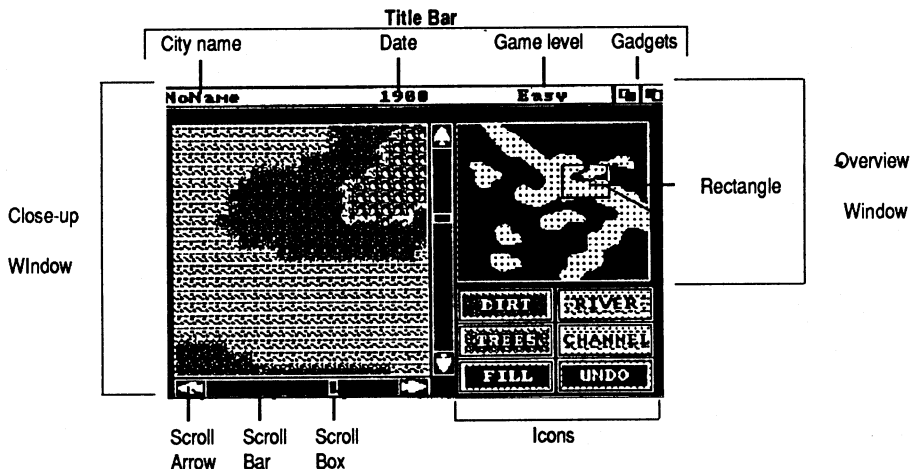 Title Bar
City name Date Game level Gadgets
NoName 1900 Easy
Close-up
WIndow
Rectangle
Overview
Window
DIRT RIVER
TREES CHANNEL
FILL UNDO
Scroll Scroll Scroll Icons
Arrow Bar Box